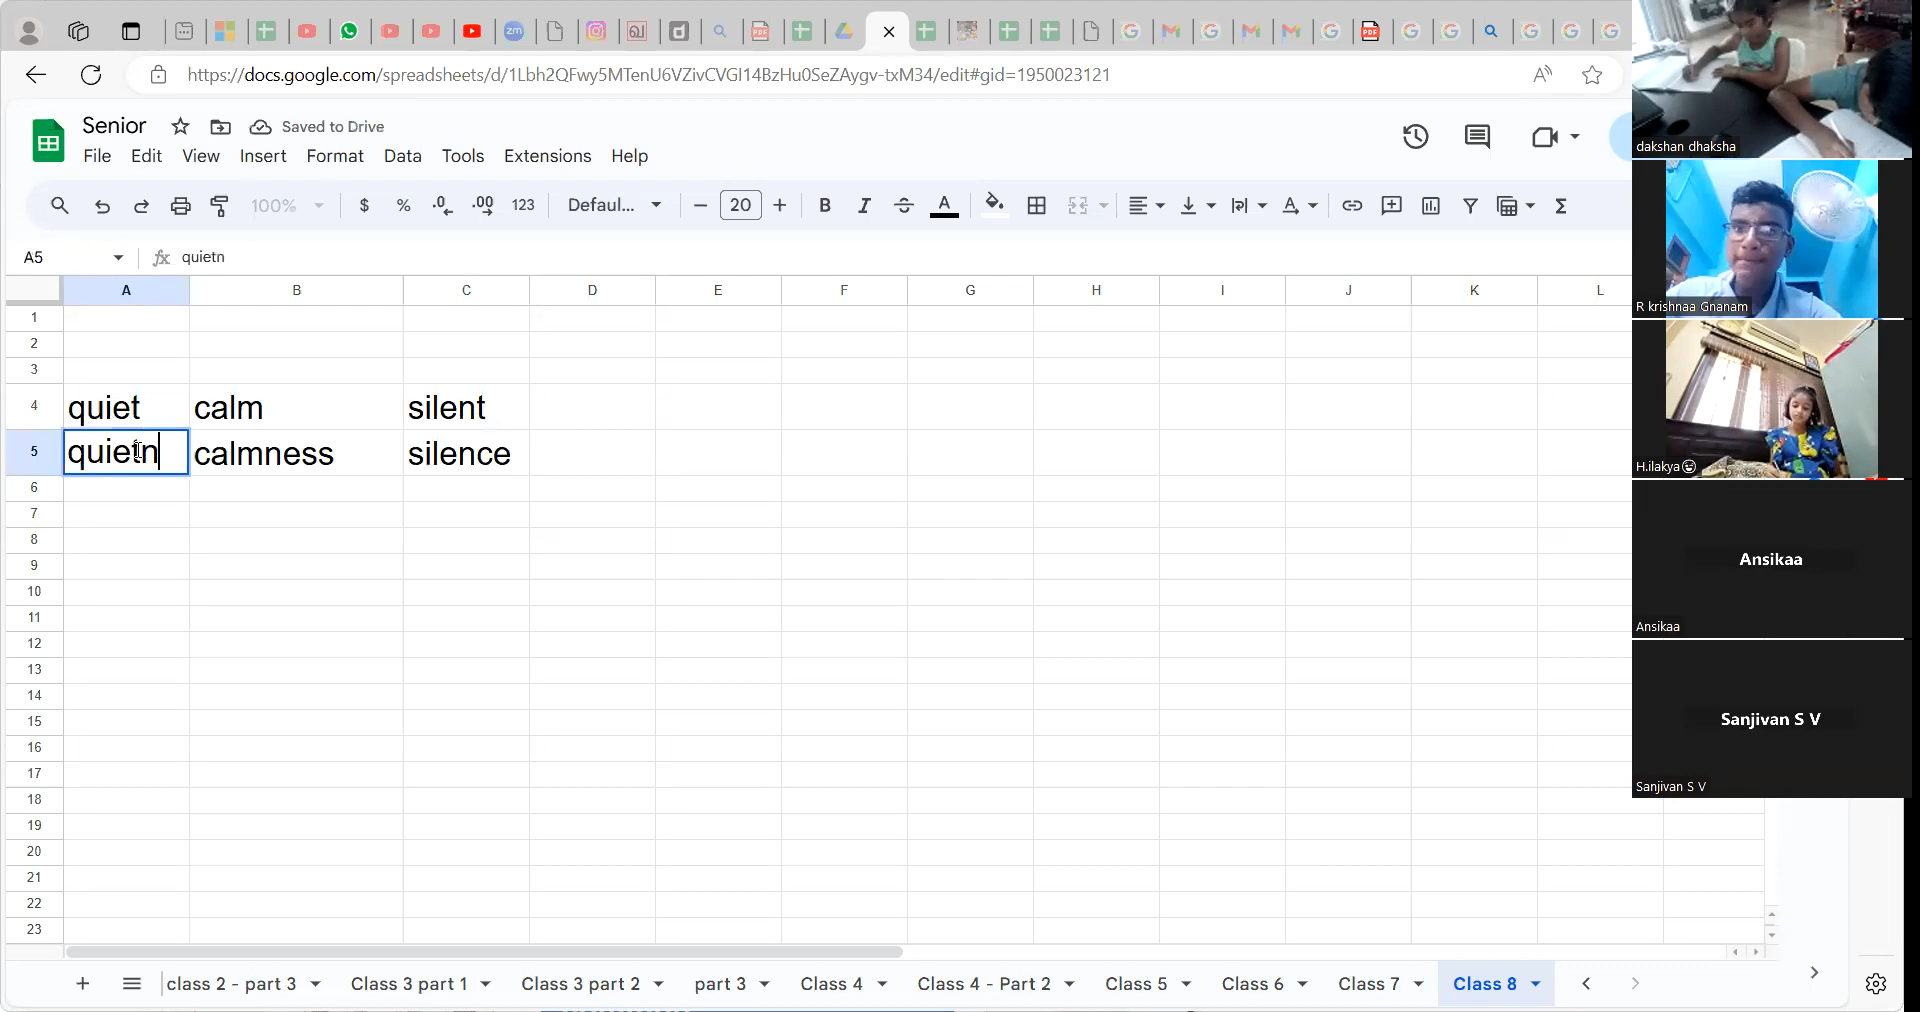 https://docs.google.com/spreadsheets/d/1Lbh2QFwy5MTenU6VZivCVGI14BzHu0SeZAygv-txM34/edit#gid=1950023121
Senior Saved to Drive
File Edit View Insert Format Data Tools Extensions Help
100% $ % .0 .00 123 Defaul... 20 B I A
A5 fx quietn
A B C D E F G H I J K L
1
2
3
4 quiet calm silent
5 quietn calmness silence
6
7
8
9
10
11
12
13
14
15
16
17
18
19
20
21
22
23
class 2 - part 3 Class 3 part 1 Class 3 part 2 part 3 Class 4 Class 4 - Part 2 Class 5 Class 6 Class 7 Class 8
dakshan dhaksha
R krishnaa Gnanam
H.ilakya😀
Ansikaa
Ansikaa
Sanjivan S V
Sanjivan S V